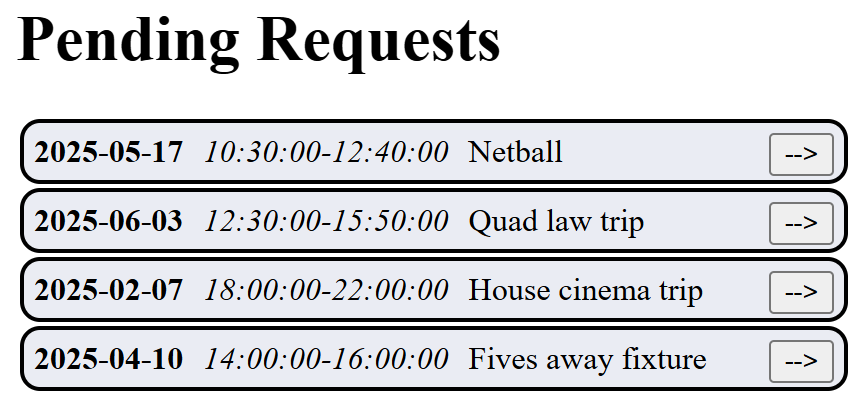 Pending Requests
2025-05-17 10:30:00-12:40:00 Netball -->
2025-06-03 12:30:00-15:50:00 Quad law trip -->
2025-02-07 18:00:00-22:00:00 House cinema trip -->
2025-04-10 14:00:00-16:00:00 Fives away fixture -->